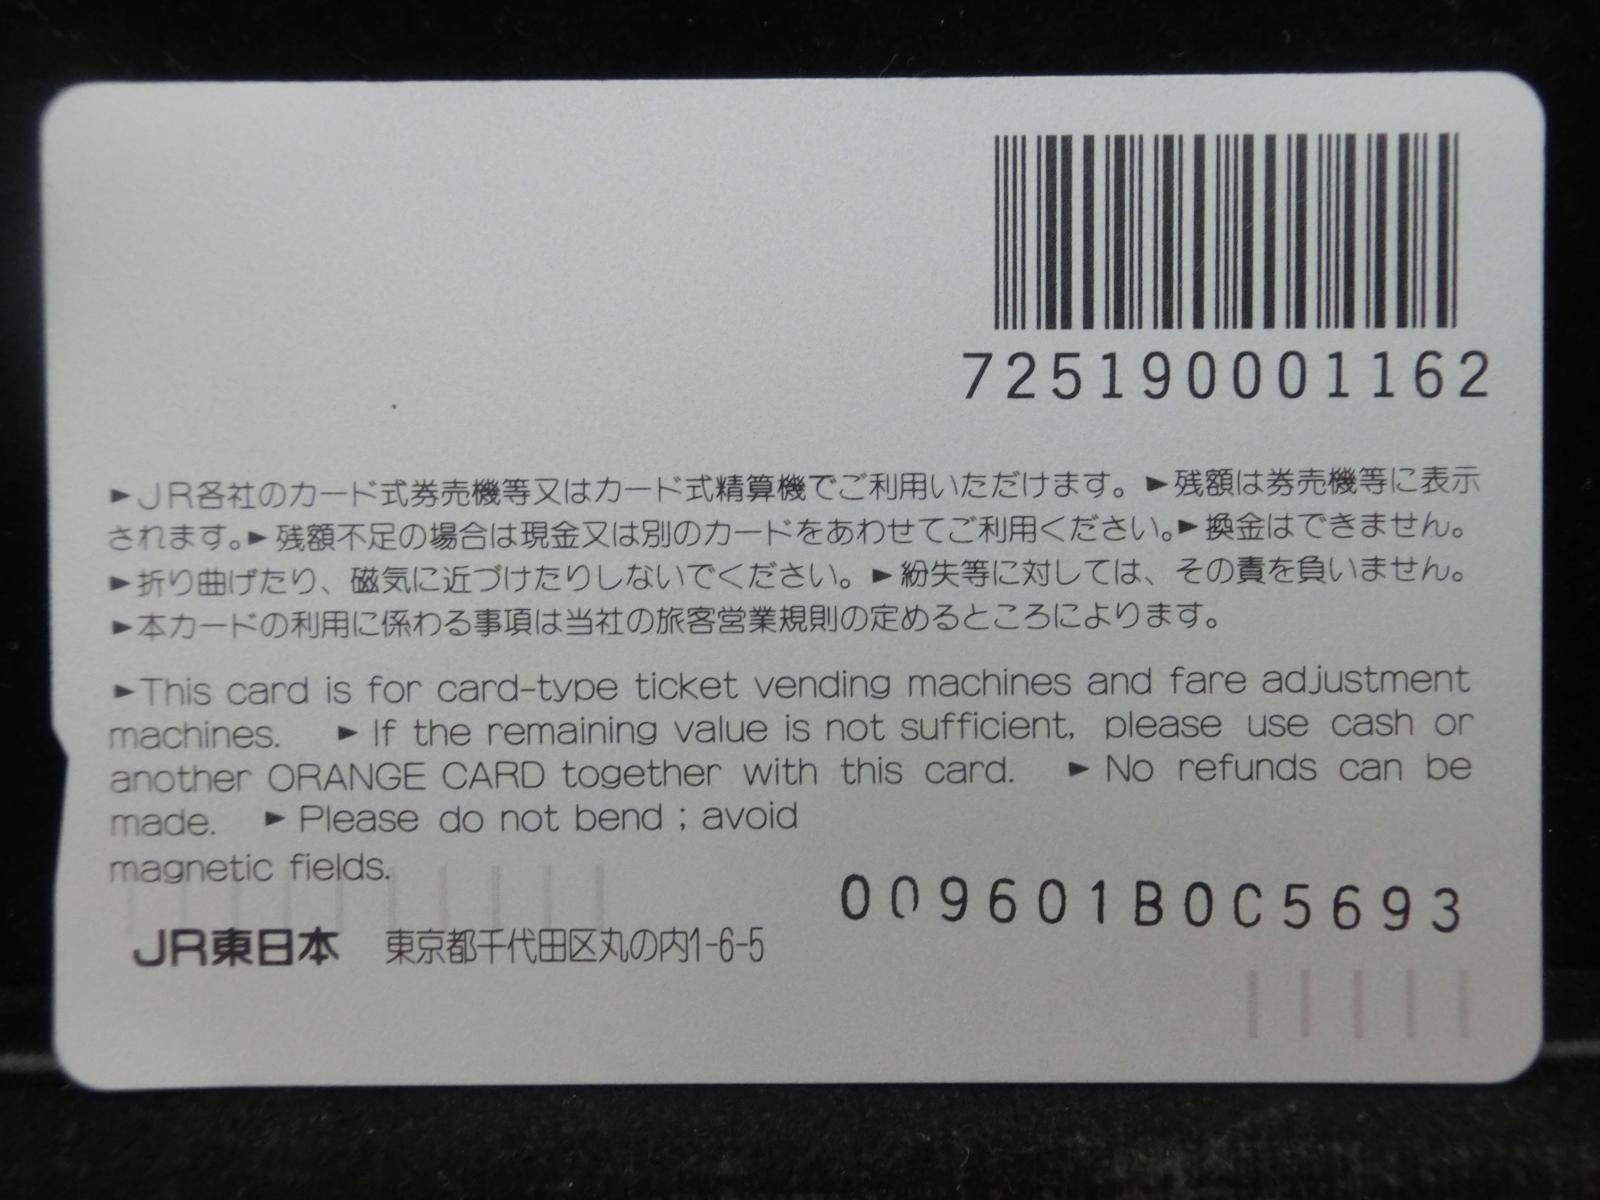 725190001162
►JR各社のカード式券売機等又はカード式精算機でご利用いただけます。►残額は券売機等に表示
されます。►残額不足の場合は現金又は別のカードをあわせてご利用ください。►換金はできません。
►折り曲げたり、磁気に近づけたりしないでください。►紛失等に対しては、その責を負いません。
►本カードの利用に係わる事項は当社の旅客営業規則の定めるところによります。
►This card is for card-type ticket vending machines and fare adjustment
machines. ►If the remaining value is not sufficient, please use cash or
another ORANGE CARD together with this card. ►No refunds can be
made. ►Please do not bend ; avoid
magnetic fields.
009601B0C5693
JR東日本 東京都千代田区丸の内1-6-5